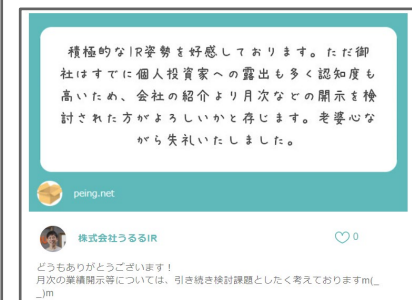 積極的なIR姿勢を好感しております。ただ御
社はすでに個人投資家への露出も多く認知度も
高いため、会社の紹介より月次などの開示を検
討された方がよろしいかと存じます。老婆心な
がら失礼いたしました。
peing.net
株式会社うるるIR
0
どうもありがとうございます！
月次の業績開示等については、引き続き検討課題としたく考えておりますm(_
_)m